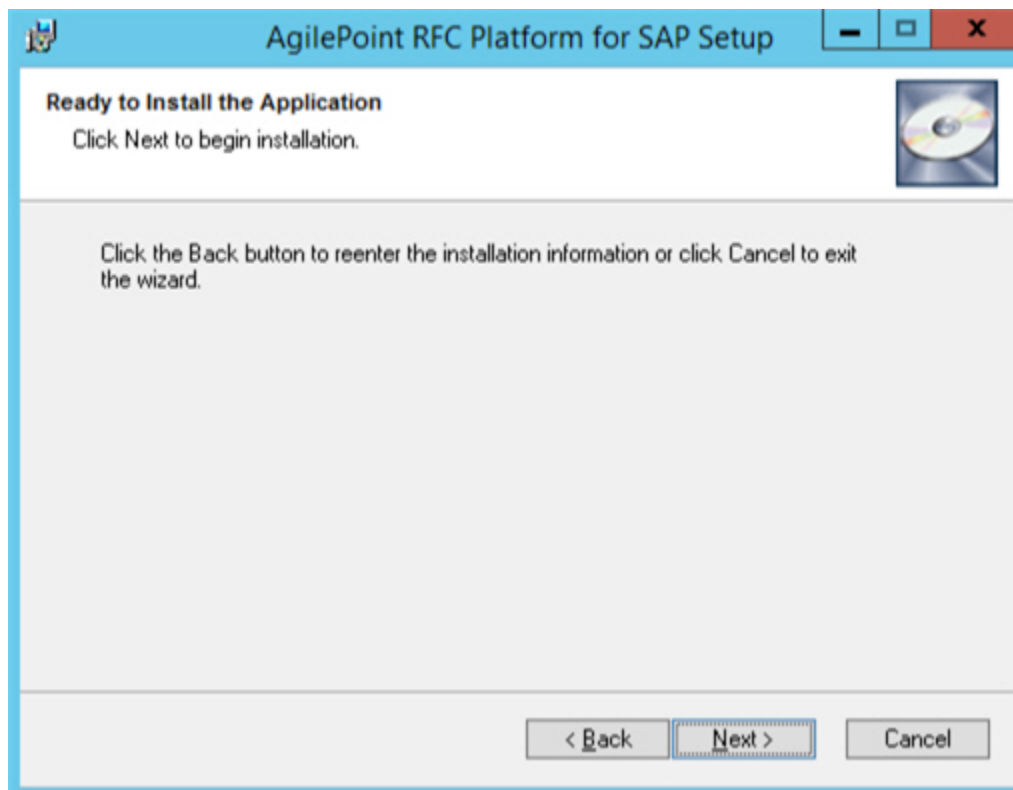 AgilePoint RFC Platform for SAP Setup
Ready to Install the Application
Click Next to begin installation.
Click the Back button to reenter the installation information or click Cancel to exit
the wizard.
< Back Next > Cancel